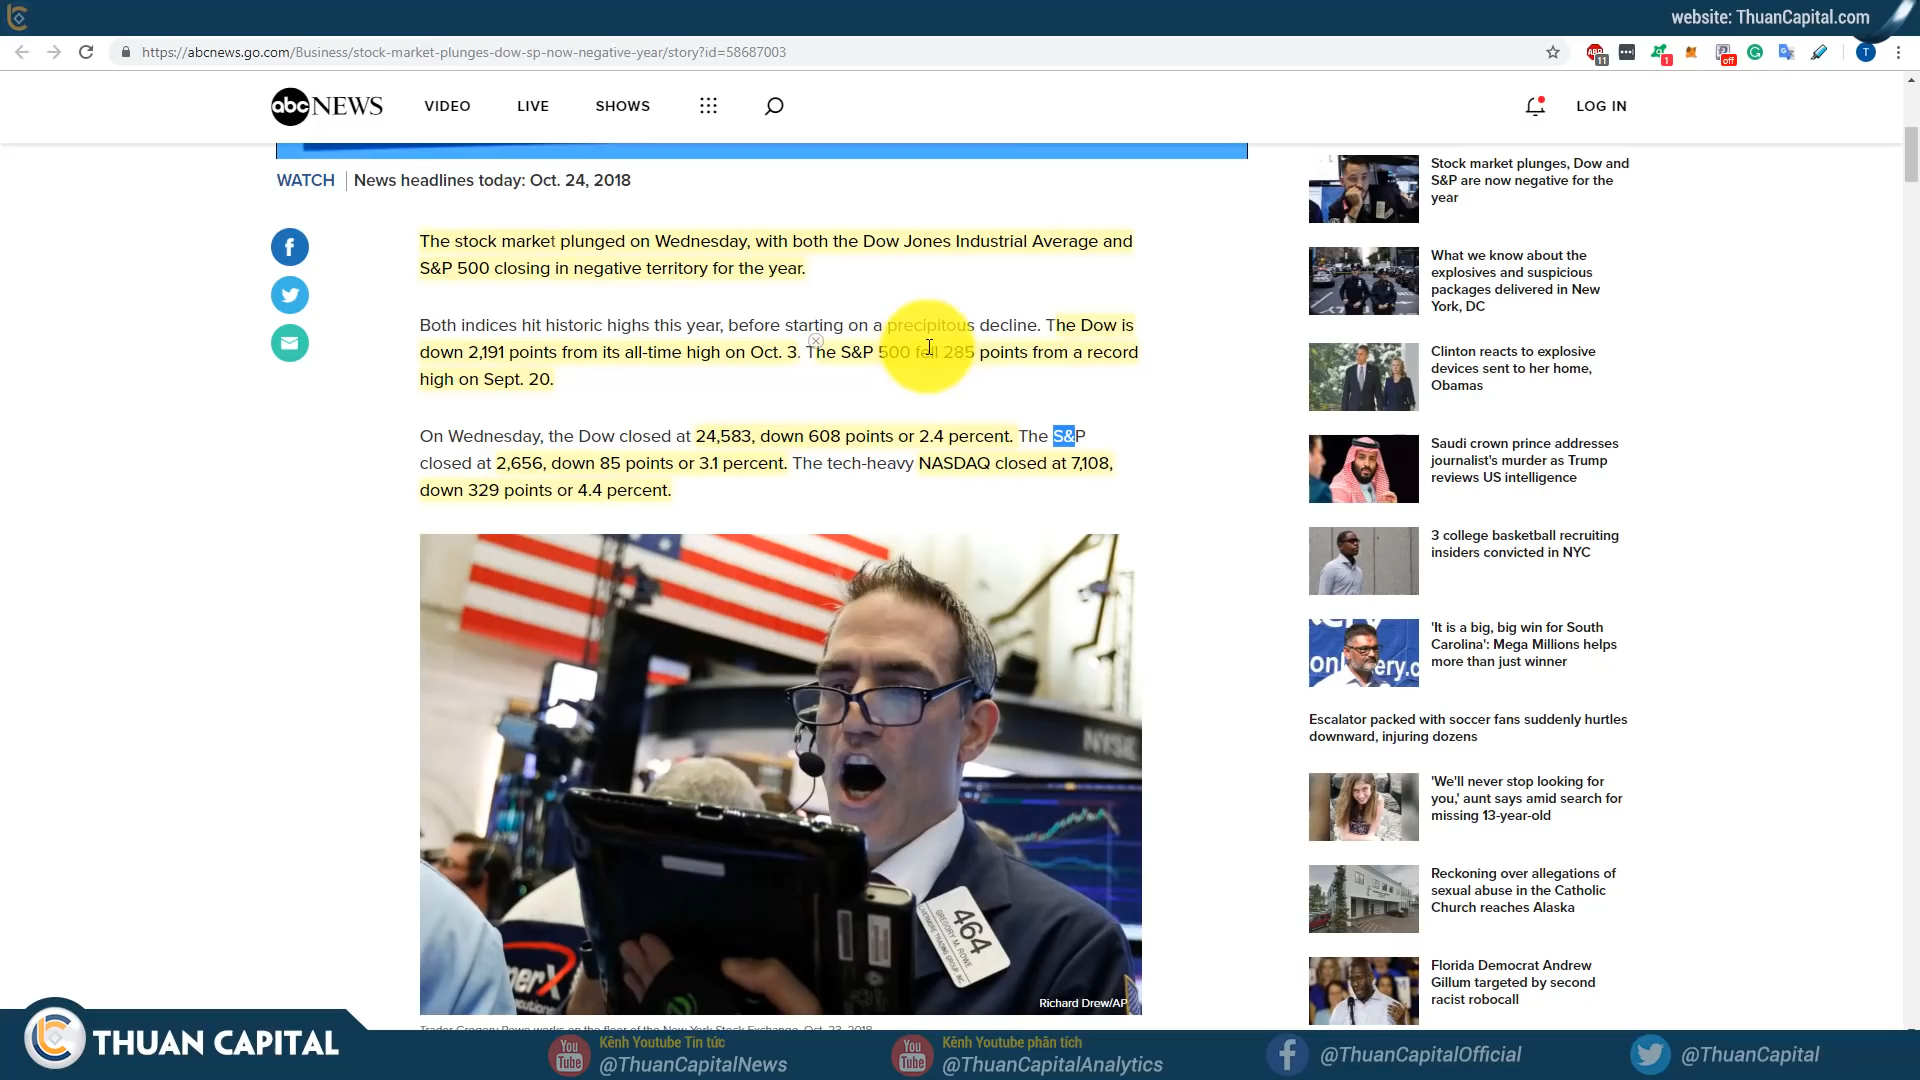 website: ThuanCapital.com
https://abcnews.go.com/Business/stock-market-plunges-dow-sp-now-negative-year/story?id=58687003
11
1
off
T
abc NEWS
VIDEO
LIVE
SHOWS
LOG IN
WATCH
News headlines today: Oct. 24, 2018
The stock market plunged on Wednesday, with both the Dow Jones Industrial Average and
S&P 500 closing in negative territory for the year.
Both indices hit historic highs this year, before starting on a precipitous decline. The Dow is
down 2,191 points from its all-time high on Oct. 3. The S&P 500 fell 285 points from a record
high on Sept. 20.
On Wednesday, the Dow closed at 24,583, down 608 points or 2.4 percent. The S&P
closed at 2,656, down 85 points or 3.1 percent. The tech-heavy NASDAQ closed at 7,108,
down 329 points or 4.4 percent.
NYSE
464
GREGORY M. ROWE
Richard Drew/AP
Trader Gregory Rowe works on the floor of the New York Stock Exchange, Oct. 23, 2018.
Stock market plunges, Dow and
S&P are now negative for the
year
What we know about the
explosives and suspicious
packages delivered in New
York, DC
Clinton reacts to explosive
devices sent to her home,
Obamas
Saudi crown prince addresses
journalist's murder as Trump
reviews US intelligence
3 college basketball recruiting
insiders convicted in NYC
'It is a big, big win for South
Carolina': Mega Millions helps
more than just winner
Escalator packed with soccer fans suddenly hurtles
downward, injuring dozens
'We'll never stop looking for
you,' aunt says amid search for
missing 13-year-old
Reckoning over allegations of
sexual abuse in the Catholic
Church reaches Alaska
Florida Democrat Andrew
Gillum targeted by second
racist robocall
THUAN CAPITAL
You Tube
Kênh Youtube Tin tức
@ThuanCapitalNews
You Tube
Kênh Youtube phân tích
@ThuanCapitalAnalytics
@ThuanCapitalOfficial
@ThuanCapital